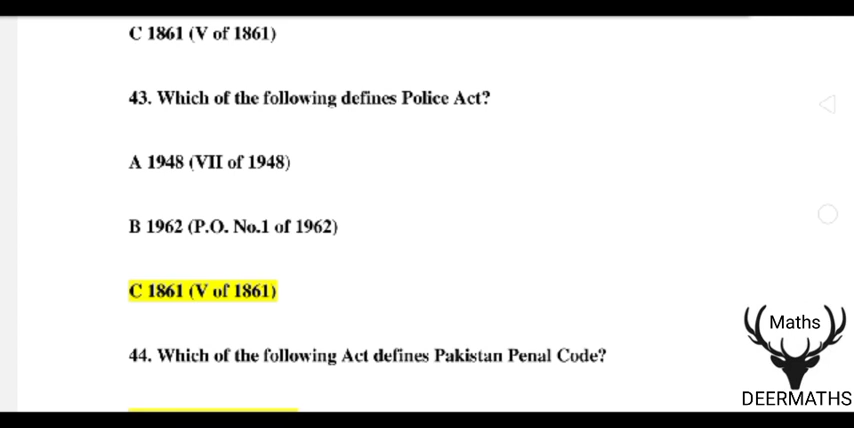 C 1861 (V of 1861)
43. Which of the following defines Police Act?
A 1948 (VII of 1948)
B 1962 (P.O. No.1 of 1962)
C 1861 (V of 1861)
44. Which of the following Act defines Pakistan Penal Code?
Maths
DEERMATHS